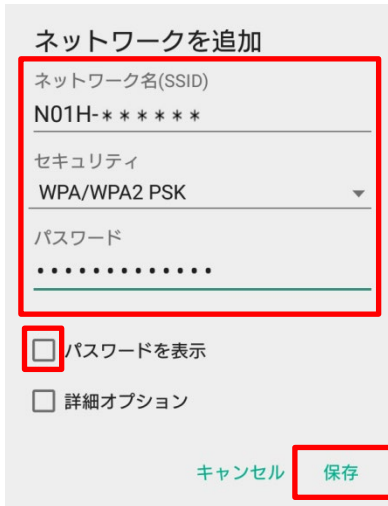 ネットワークを追加
ネットワーク名(SSID)
N01H-******
セキュリティ
WPA/WPA2 PSK
パスワード
•••••••••••••
パスワードを表示
詳細オプション
キャンセル 保存